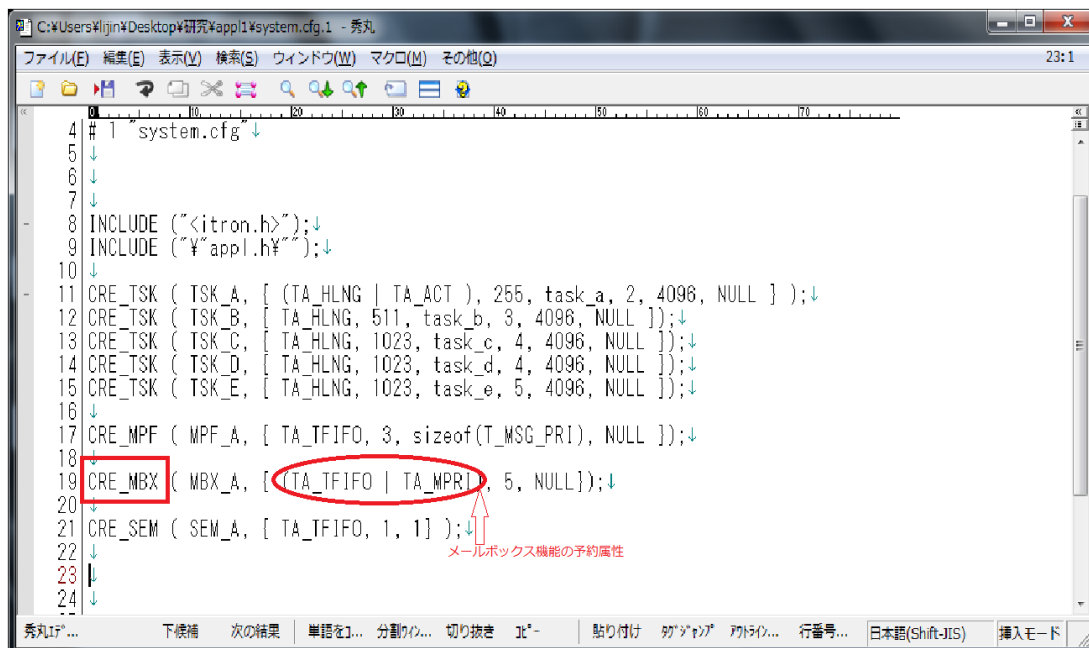 C:¥Users¥lijin¥Desktop¥研究¥appl1¥system.cfg.1 - 秀丸
ファイル(F) 編集(E) 表示(V) 検索(S) ウィンドウ(W) マクロ(M) その他(O) 23:1
0 10 20 30 40 50 60 70
4 # 1 "system.cfg"↓
5 ↓
6 ↓
7 ↓
8 INCLUDE ("<itron.h>");↓
9 INCLUDE ("¥"appl.h¥"");↓
10 ↓
11 CRE_TSK ( TSK_A, { (TA_HLNG | TA_ACT ), 255, task_a, 2, 4096, NULL } );↓
12 CRE_TSK ( TSK_B, { TA_HLNG, 511, task_b, 3, 4096, NULL });↓
13 CRE_TSK ( TSK_C, { TA_HLNG, 1023, task_c, 4, 4096, NULL });↓
14 CRE_TSK ( TSK_D, { TA_HLNG, 1023, task_d, 4, 4096, NULL });↓
15 CRE_TSK ( TSK_E, { TA_HLNG, 1023, task_e, 5, 4096, NULL });↓
16 ↓
17 CRE_MPF ( MPF_A, { TA_TFIFO, 3, sizeof(T_MSG_PRI), NULL });↓
18 ↓
19 CRE_MBX ( MBX_A, { (TA_TFIFO | TA_MPRI), 5, NULL});↓
20 ↓
21 CRE_SEM ( SEM_A, { TA_TFIFO, 1, 1} );↓
メールボックス機能の予約属性
22 ↓
23 ↓
24 ↓
秀丸ｴﾃﾞ... 下候補 次の結果 単語をｺ... 分割ｳｨﾝ... 切り抜き ｺﾋﾟｰ 貼り付け ﾀｸﾞｼﾞｬﾝﾌﾟ ｱｳﾄﾗｲﾝ... 行番号... 日本語(Shift-JIS) 挿入モード